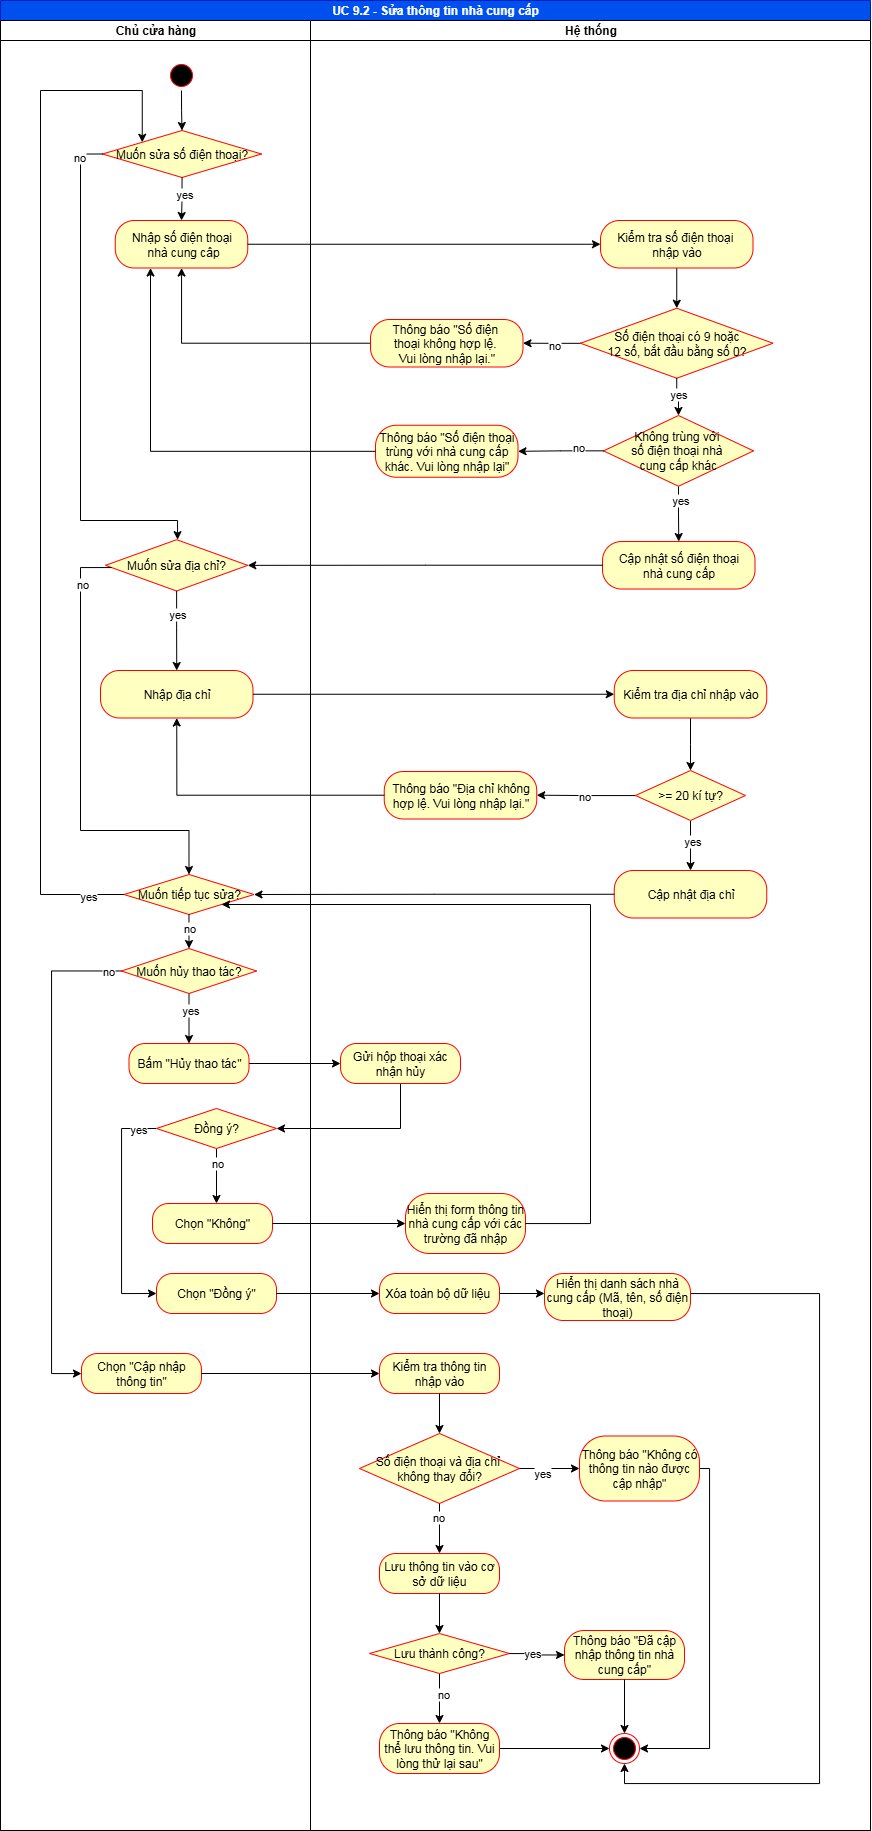 UC 9.2 - Sửa thông tin nhà cung cấp
Chủ cửa hàng
Hệ thống
Muốn sửa số điện thoại?
no
yes
Nhập số điện thoại
nhà cung cấp
Kiểm tra số điện thoại
nhập vào
Thông báo "Số điện
thoại không hợp lệ.
Vui lòng nhập lại."
no
Số điện thoại có 9 hoặc
12 số, bắt đầu bằng số 0?
yes
Thông báo "Số điện thoại
trùng với nhà cung cấp
khác. Vui lòng nhập lại"
no
Không trùng với
số điện thoại nhà
cung cấp khác
yes
Muốn sửa địa chỉ?
Cập nhật số điện thoại
nhà cung cấp
no
yes
Nhập địa chỉ
Kiểm tra địa chỉ nhập vào
Thông báo "Địa chỉ không
hợp lệ. Vui lòng nhập lại."
no
>= 20 kí tự?
yes
Muốn tiếp tục sửa?
yes
Cập nhật địa chỉ
no
Muốn hủy thao tác?
no
yes
Bấm "Hủy thao tác"
Gửi hộp thoại xác
nhận hủy
Đồng ý?
yes
no
Chọn "Không"
Hiển thị form thông tin
nhà cung cấp với các
trường đã nhập
Chọn "Đồng ý"
Xóa toàn bộ dữ liệu
Hiển thị danh sách nhà
cung cấp (Mã, tên, số điện
thoại)
Chọn "Cập nhập
thông tin"
Kiểm tra thông tin
nhập vào
Số điện thoại và địa chỉ
không thay đổi?
yes
Thông báo "Không có
thông tin nào được
cập nhập"
no
Lưu thông tin vào cơ
sở dữ liệu
Lưu thành công?
yes
Thông báo "Đã cập
nhập thông tin nhà
cung cấp"
no
Thông báo "Không
thể lưu thông tin. Vui
lòng thử lại sau"